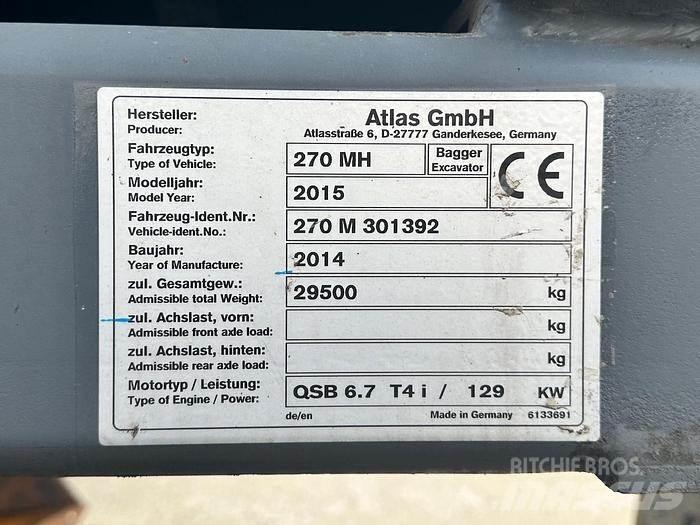 Hersteller: Atlas GmbH
Producer: Atlasstraße 6, D-27777 Ganderkesee, Germany
Fahrzeugtyp: 270 MH Bagger
Type of Vehicle: Excavator
CE
Modelljahr: 2015
Model Year:
Fahrzeug-Ident.Nr.: 270 M 301392
Vehicle-ident.No.:
Baujahr: 2014
Year of Manufacture:
zul. Gesamtgew.: 29500 kg
Admissible total Weight:
zul. Achslast, vorn: kg
Admissible front axle load:
zul. Achslast, hinten: kg
Admissible rear axle load:
Motortyp / Leistung: QSB 6.7 T4 i / 129 KW
Type of Engine / Power:
de/en Made in Germany 6133691
RITCHIE BROS.
MASCUS